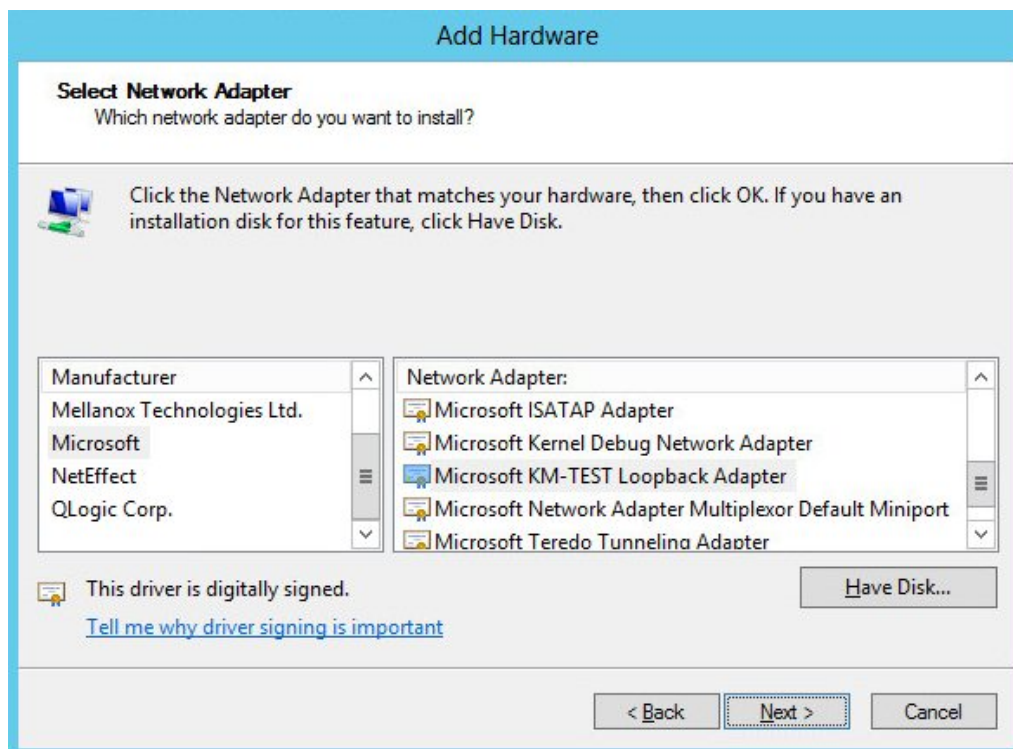 Add Hardware
Select Network Adapter
Which network adapter do you want to install?
Click the Network Adapter that matches your hardware, then click OK. If you have an
installation disk for this feature, click Have Disk.
Manufacturer
Mellanox Technologies Ltd.
Microsoft
NetEffect
QLogic Corp.
Network Adapter:
Microsoft ISATAP Adapter
Microsoft Kernel Debug Network Adapter
Microsoft KM-TEST Loopback Adapter
Microsoft Network Adapter Multiplexor Default Miniport
Microsoft Teredo Tunneling Adapter
This driver is digitally signed.
Have Disk...
Tell me why driver signing is important
< Back
Next >
Cancel